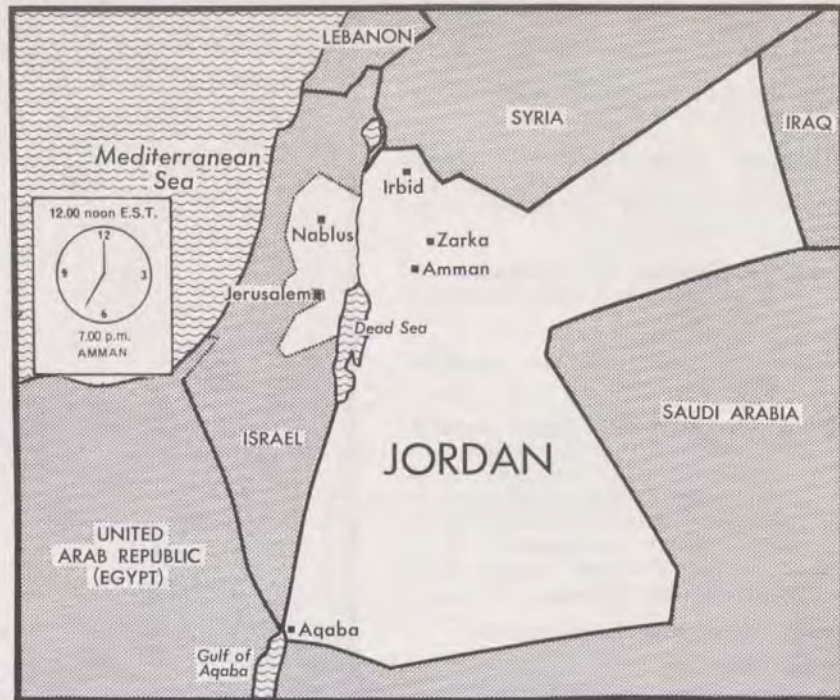 LEBANON
SYRIA
IRAQ
Mediterranean
Sea
Irbid
12.00 noon E.S.T.
12
9
3
6
7.00 p.m.
AMMAN
Nablus
Zarka
Amman
Jerusalem
Dead Sea
SAUDI ARABIA
ISRAEL
JORDAN
UNITED
ARAB REPUBLIC
(EGYPT)
Aqaba
Gulf of
Aqaba